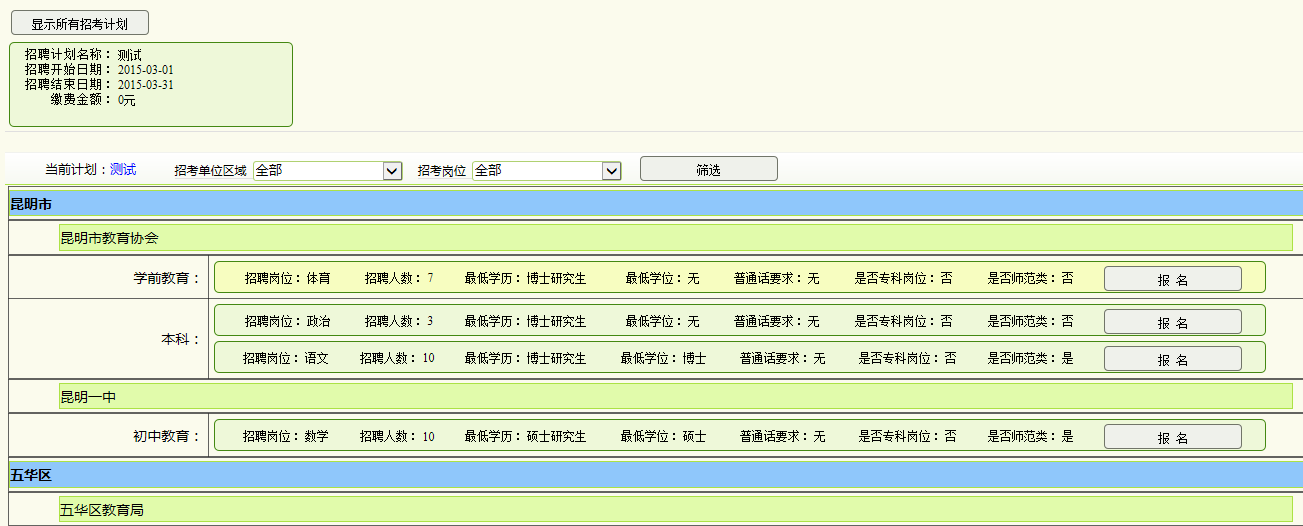 显示所有招考计划
招聘计划名称：测试
招聘开始日期：2015-03-01
招聘结束日期：2015-03-31
缴费金额：0元
当前计划：测试 招考单位区域 全部 招考岗位 全部 筛选
昆明市
昆明市教育协会
学前教育： 招聘岗位：体育 招聘人数：7 最低学历：博士研究生 最低学位：无 普通话要求：无 是否专科岗位：否 是否师范类：否 报 名
招聘岗位：政治 招聘人数：3 最低学历：博士研究生 最低学位：无 普通话要求：无 是否专科岗位：否 是否师范类：否 报 名
本科：
招聘岗位：语文 招聘人数：10 最低学历：博士研究生 最低学位：博士 普通话要求：无 是否专科岗位：否 是否师范类：是 报 名
昆明一中
初中教育： 招聘岗位：数学 招聘人数：10 最低学历：硕士研究生 最低学位：硕士 普通话要求：无 是否专科岗位：否 是否师范类：是 报 名
五华区
五华区教育局